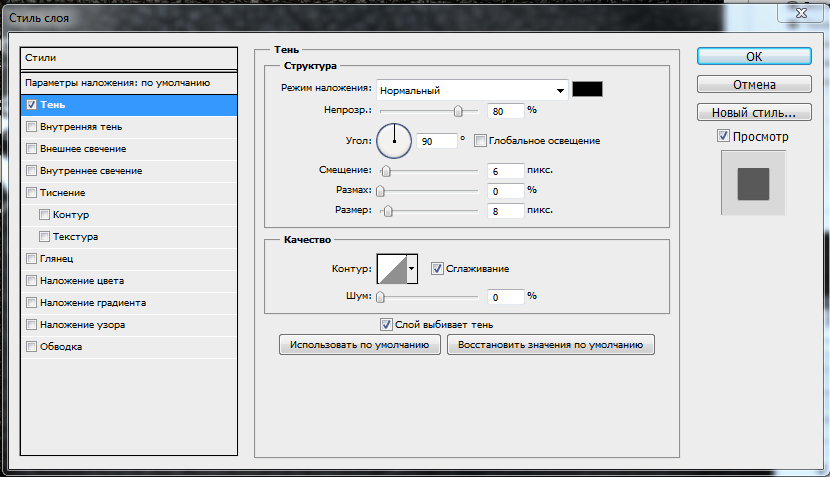 Стиль слоя
Стили
Параметры наложения: по умолчанию
Тень
Внутренняя тень
Внешнее свечение
Внутреннее свечение
Тиснение
Контур
Текстура
Глянец
Наложение цвета
Наложение градиента
Наложение узора
Обводка
Тень
Структура
Режим наложения: Нормальный
Непрозр.: 80 %
Угол: 90 ° Глобальное освещение
Смещение: 6 пикс.
Размах: 0 %
Размер: 8 пикс.
Качество
Контур: Сглаживание
Шум: 0 %
Слой выбивает тень
Использовать по умолчанию Восстановить значения по умолчанию
ОК
Отмена
Новый стиль...
Просмотр